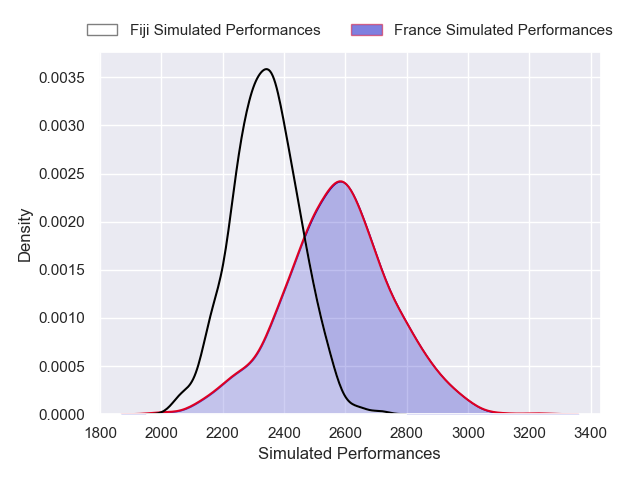 Fiji Simulated Performances France Simulated Performances
0.0035
0.0030
0.0025
0.0020
0.0015
0.0010
0.0005
0.0000
Density
1800 2000 2200 2400 2600 2800 3000 3200 3400
Simulated Performances